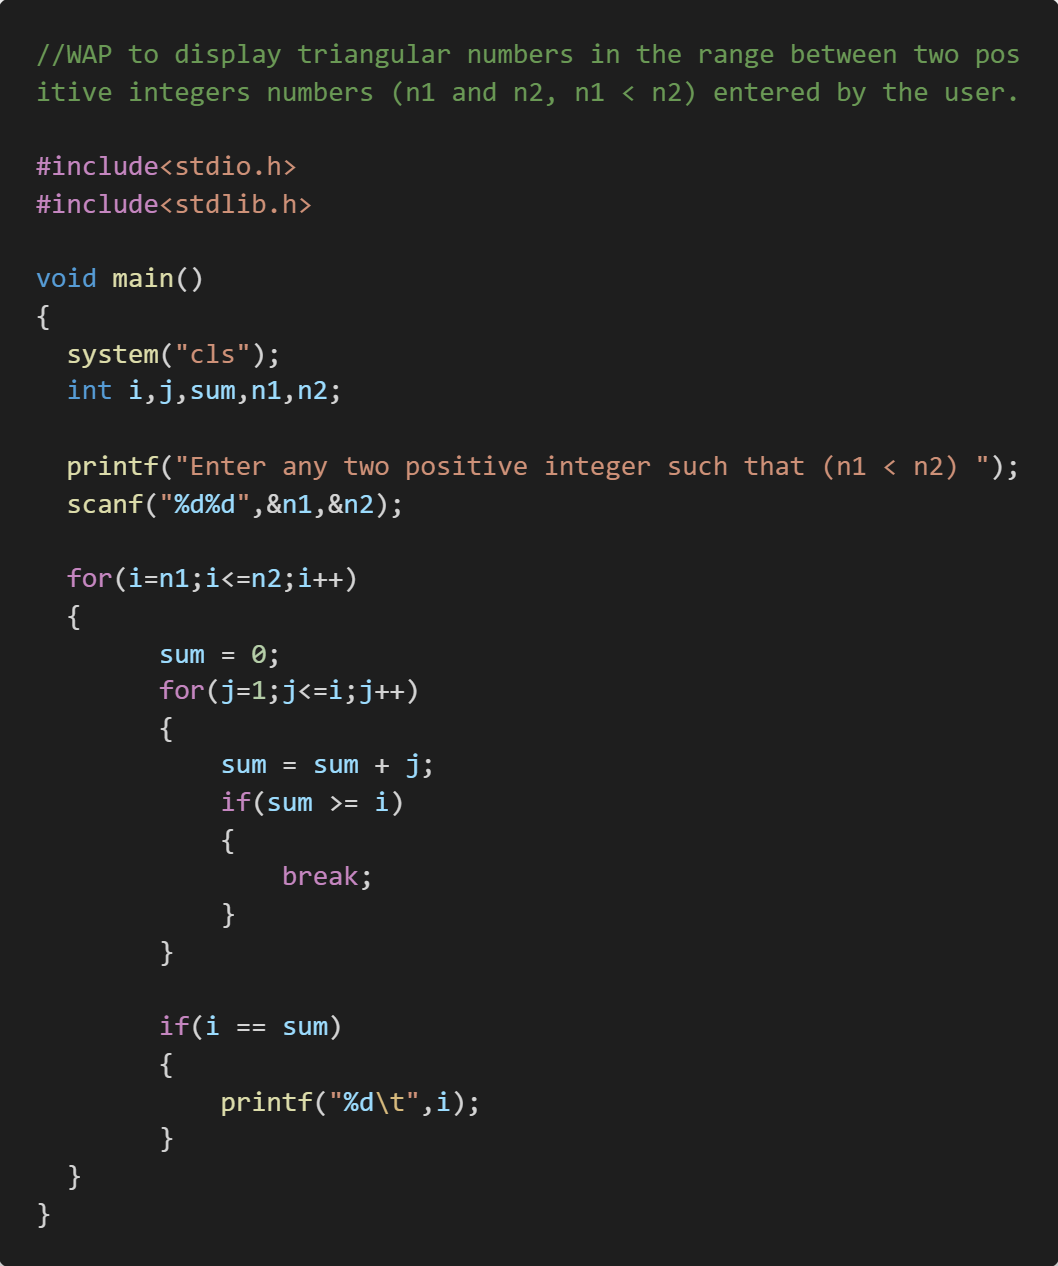 //WAP to display triangular numbers in the range between two pos
itive integers numbers (n1 and n2, n1 < n2) entered by the user.

#include<stdio.h>
#include<stdlib.h>

void main()
{
  system("cls");
  int i,j,sum,n1,n2;

  printf("Enter any two positive integer such that (n1 < n2) ");
  scanf("%d%d",&n1,&n2);

  for(i=n1;i<=n2;i++)
  {
        sum = 0;
        for(j=1;j<=i;j++)
        {
            sum = sum + j;
            if(sum >= i)
            {
                break;
            }
        }

        if(i == sum)
        {
            printf("%d\t",i);
        }
  }
}